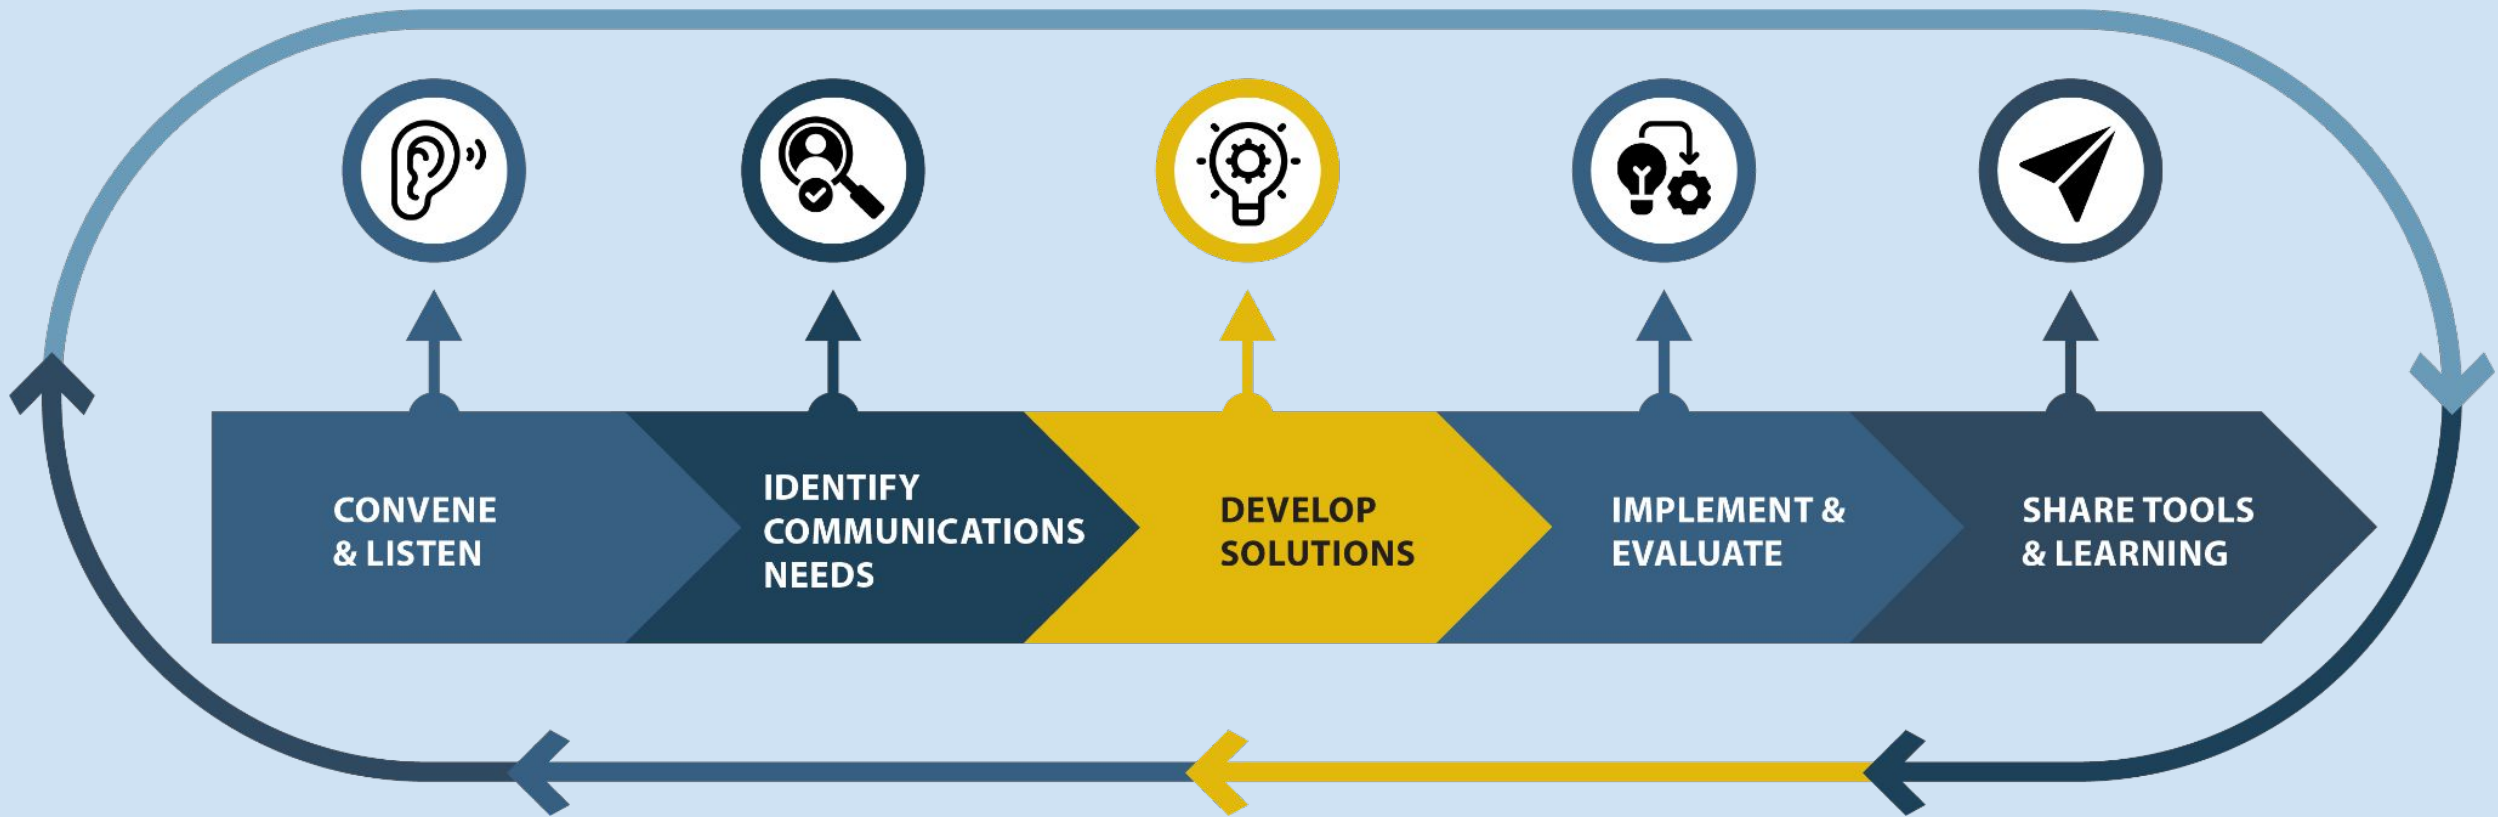 CONVENE
& LISTEN
IDENTIFY
COMMUNICATIONS
NEEDS
DEVELOP
SOLUTIONS
IMPLEMENT &
EVALUATE
SHARE TOOLS
& LEARNING